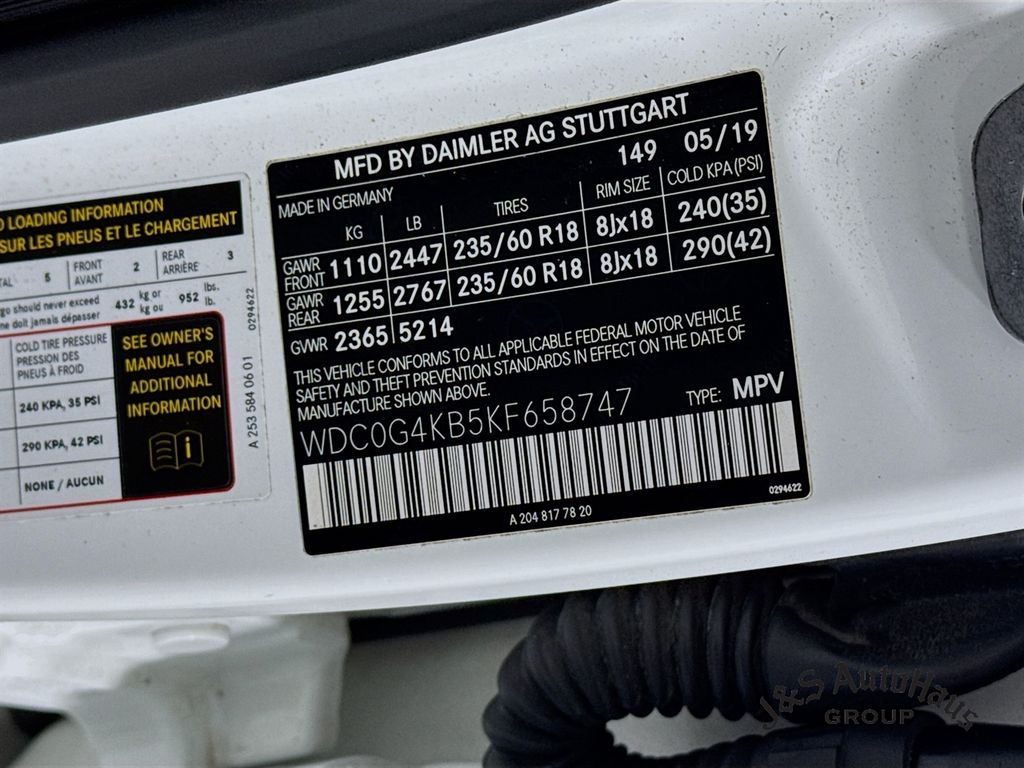 MFD BY DAIMLER AG STUTTGART
MADE IN GERMANY 149 05/19
KG LB TIRES RIM SIZE COLD KPA(PSI)
GAWR FRONT 1110 2447 235/60 R18 8Jx18 240(35)
GAWR REAR 1255 2767 235/60 R18 8Jx18 290(42)
GVWR 2365 5214
THIS VEHICLE CONFORMS TO ALL APPLICABLE FEDERAL MOTOR VEHICLE
SAFETY AND THEFT PREVENTION STANDARDS IN EFFECT ON THE DATE OF
MANUFACTURE SHOWN ABOVE.
WDC0G4KB5KF658747 TYPE: MPV
A 204 817 78 20
0294622
LOADING INFORMATION
SUR LES PNEUS ET LE CHARGEMENT
5 FRONT AVANT 2 REAR ARRIÈRE 3
should never exceed 432 kg or 952 lbs.
doit jamais dépasser kg ou lb.
COLD TIRE PRESSURE
PRESSION DES
PNEUS À FROID
240 KPA, 35 PSI
290 KPA, 42 PSI
NONE / AUCUN
SEE OWNER'S
MANUAL FOR
ADDITIONAL
INFORMATION
i
A 253 584 06 01
0294622
J&S AutoHaus
GROUP